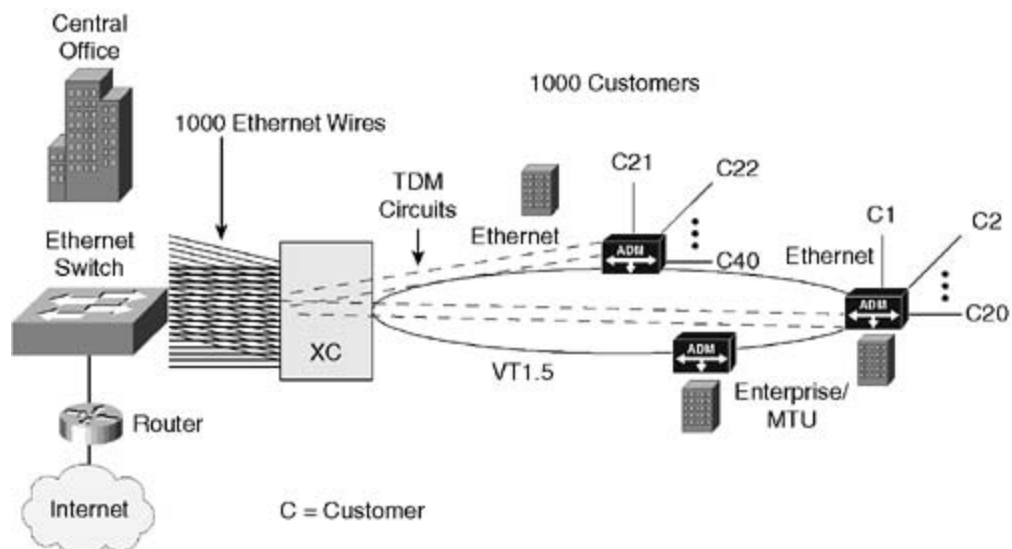 Central
Office
1000 Customers
1000 Ethernet Wires
TDM
Circuits
C21
C22
Ethernet
Switch
Ethernet
ADM
C40
C1
C2
Ethernet
ADM
C20
XC
VT1.5
ADM
Enterprise/
MTU
Router
Internet
C = Customer